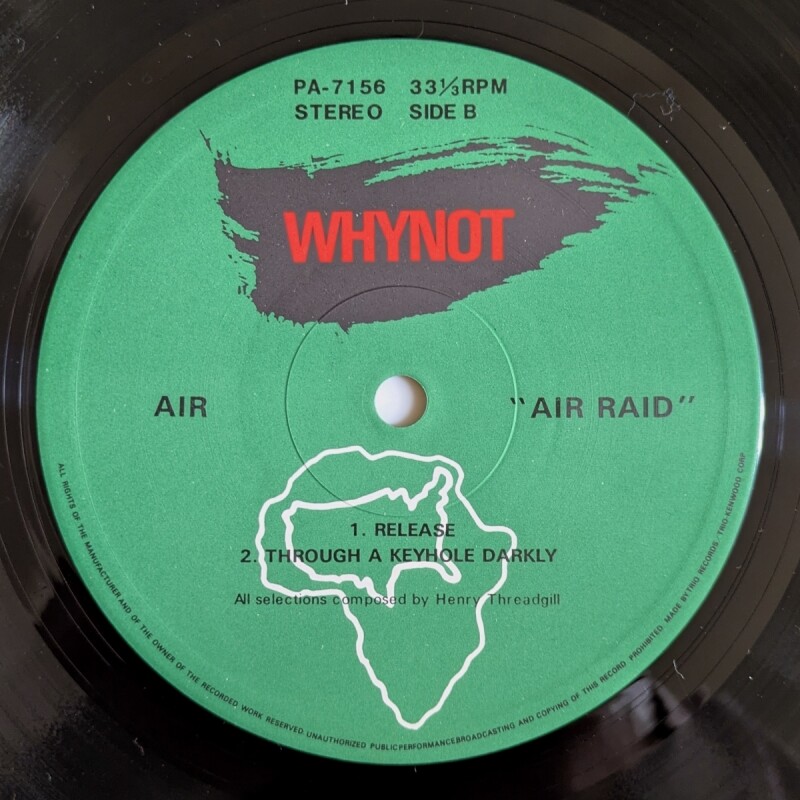 PA-7156 33⅓RPM
STEREO SIDE B
WHYNOT
AIR "AIR RAID"
1. RELEASE
2. THROUGH A KEYHOLE DARKLY
All selections composed by Henry Threadgill
ALL RIGHTS OF THE MANUFACTURER AND OF THE OWNER OF THE RECORDED WORK RESERVED. UNAUTHORIZED PUBLIC PERFORMANCE BROADCASTING AND COPYING OF THIS RECORD PROHIBITED. MADE BY TRIO RECORDS. TRIO-KENWOOD CORP